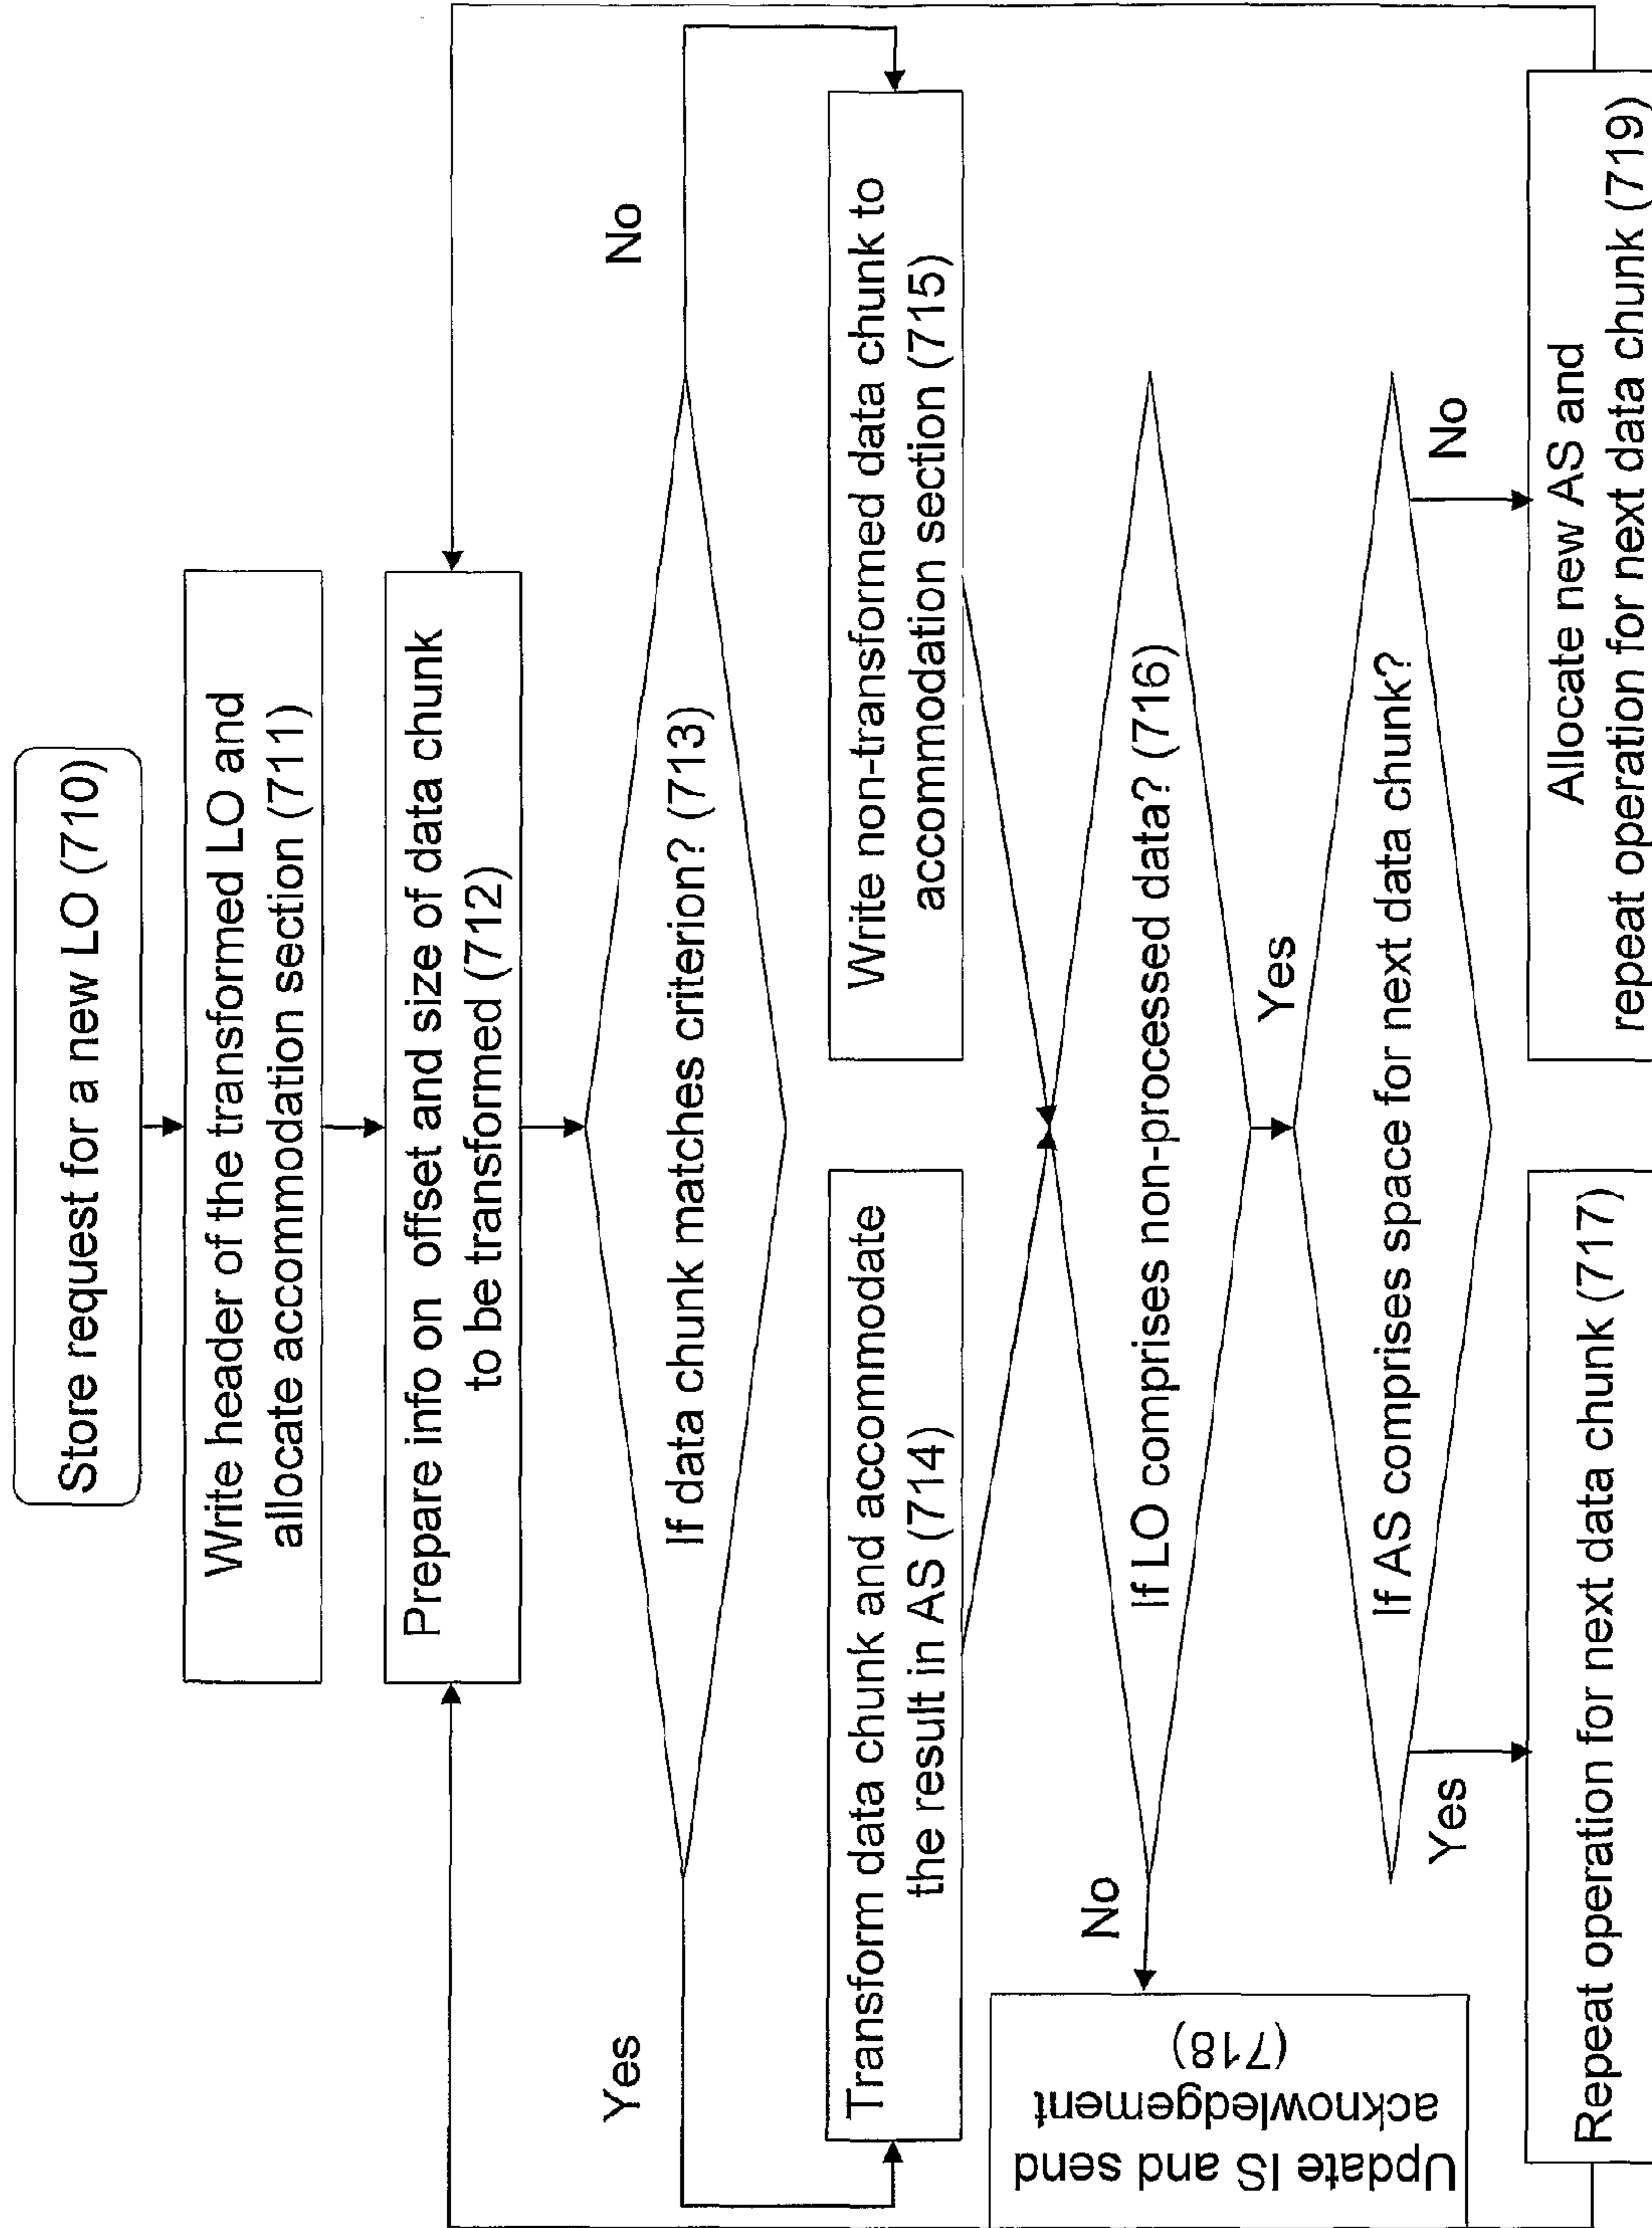 Store request for a new LO (710)
Write header of the transformed LO and
allocate accommodation section (711)
Prepare info on offset and size of data chunk
to be transformed (712)
If data chunk matches criterion? (713)
Yes
No
Transform data chunk and accommodate
the result in AS (714)
Write non-transformed data chunk to
accommodation section (715)
If LO comprises non-processed data? (716)
No
Yes
Update IS and send
acknowledgement
(718)
If AS comprises space for next data chunk?
Yes
No
Repeat operation for next data chunk (717)
Allocate new AS and
repeat operation for next data chunk (719)